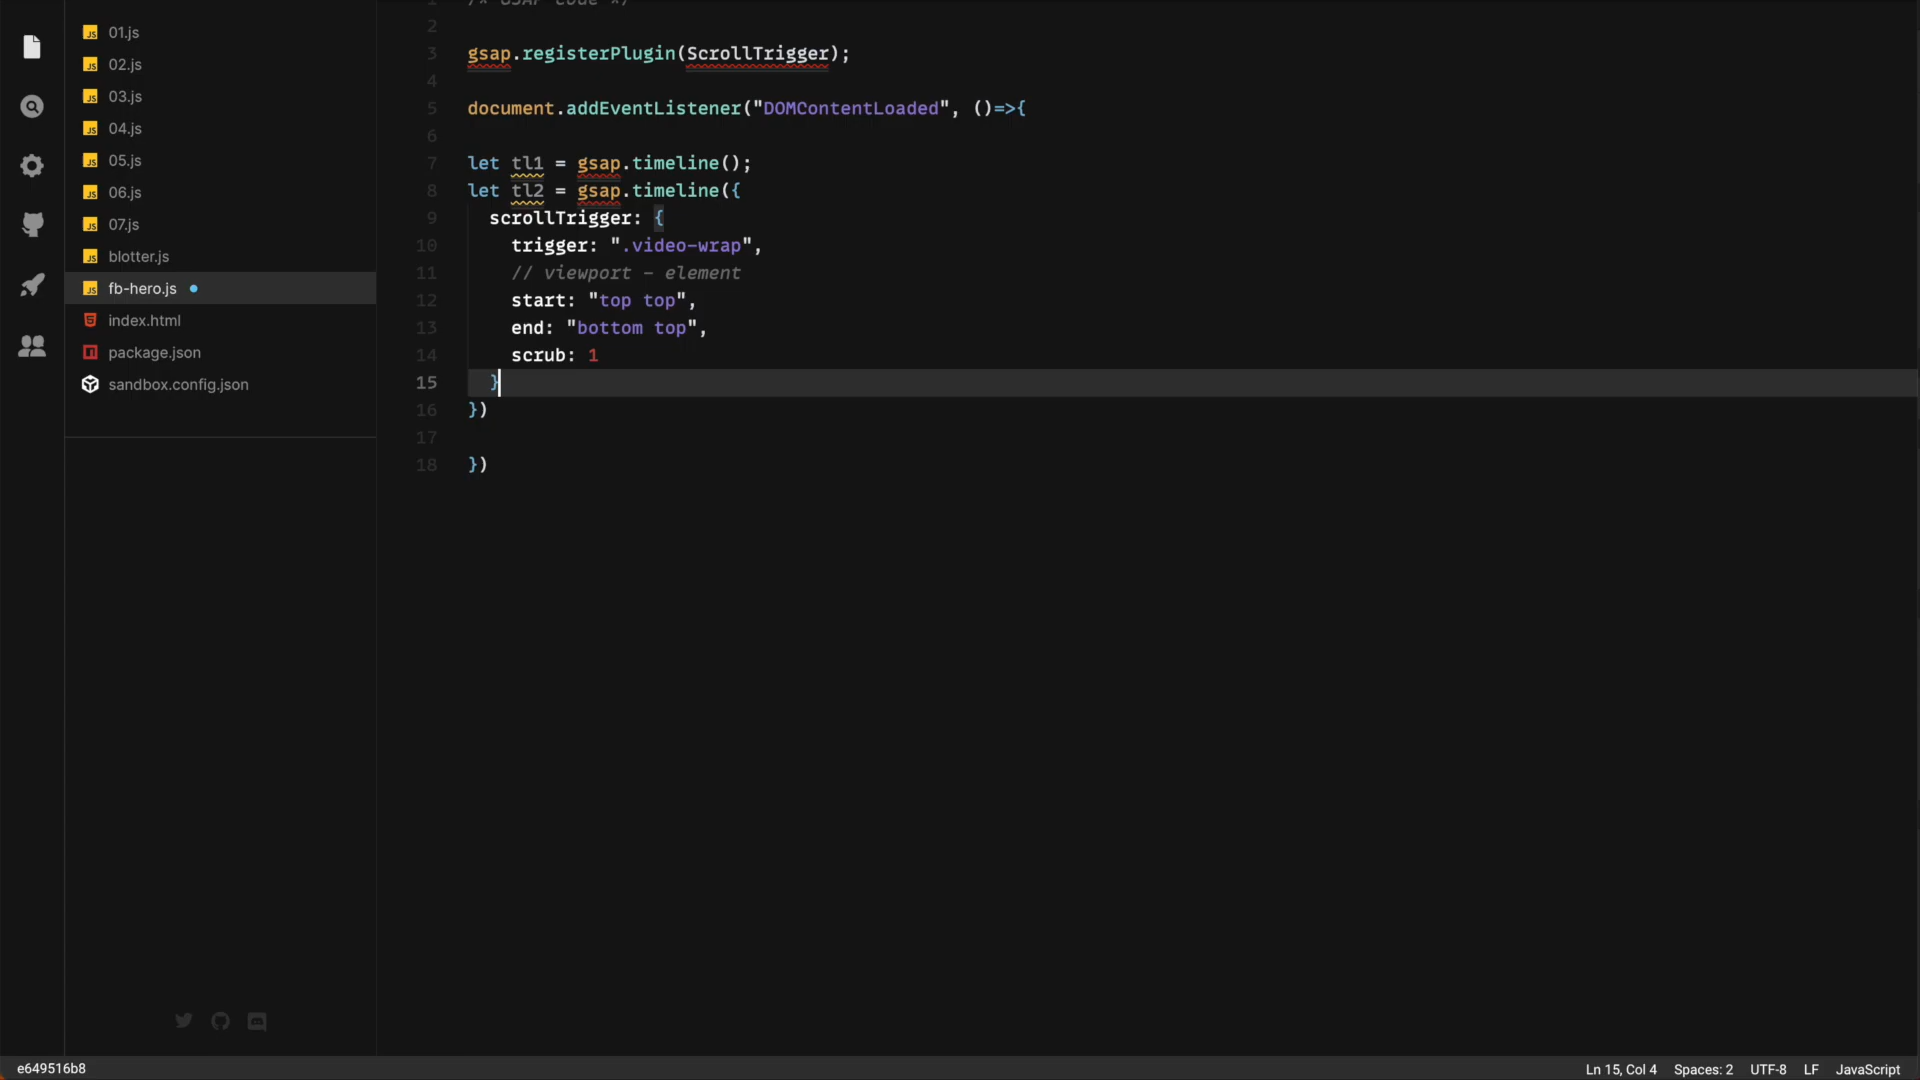 01.js
02.js
03.js
04.js
05.js
06.js
07.js
blotter.js
fb-hero.js
index.html
package.json
sandbox.config.json
1 /* GSAP code */
2
3 gsap.registerPlugin(ScrollTrigger);
4
5 document.addEventListener("DOMContentLoaded", ()=>{
6
7 let tl1 = gsap.timeline();
8 let tl2 = gsap.timeline({
9 scrollTrigger: {
10 trigger: ".video-wrap",
11 // viewport - element
12 start: "top top",
13 end: "bottom top",
14 scrub: 1
15 }
16 })
17
18 })
e649516b8
Ln 15, Col 4 Spaces: 2 UTF-8 LF JavaScript